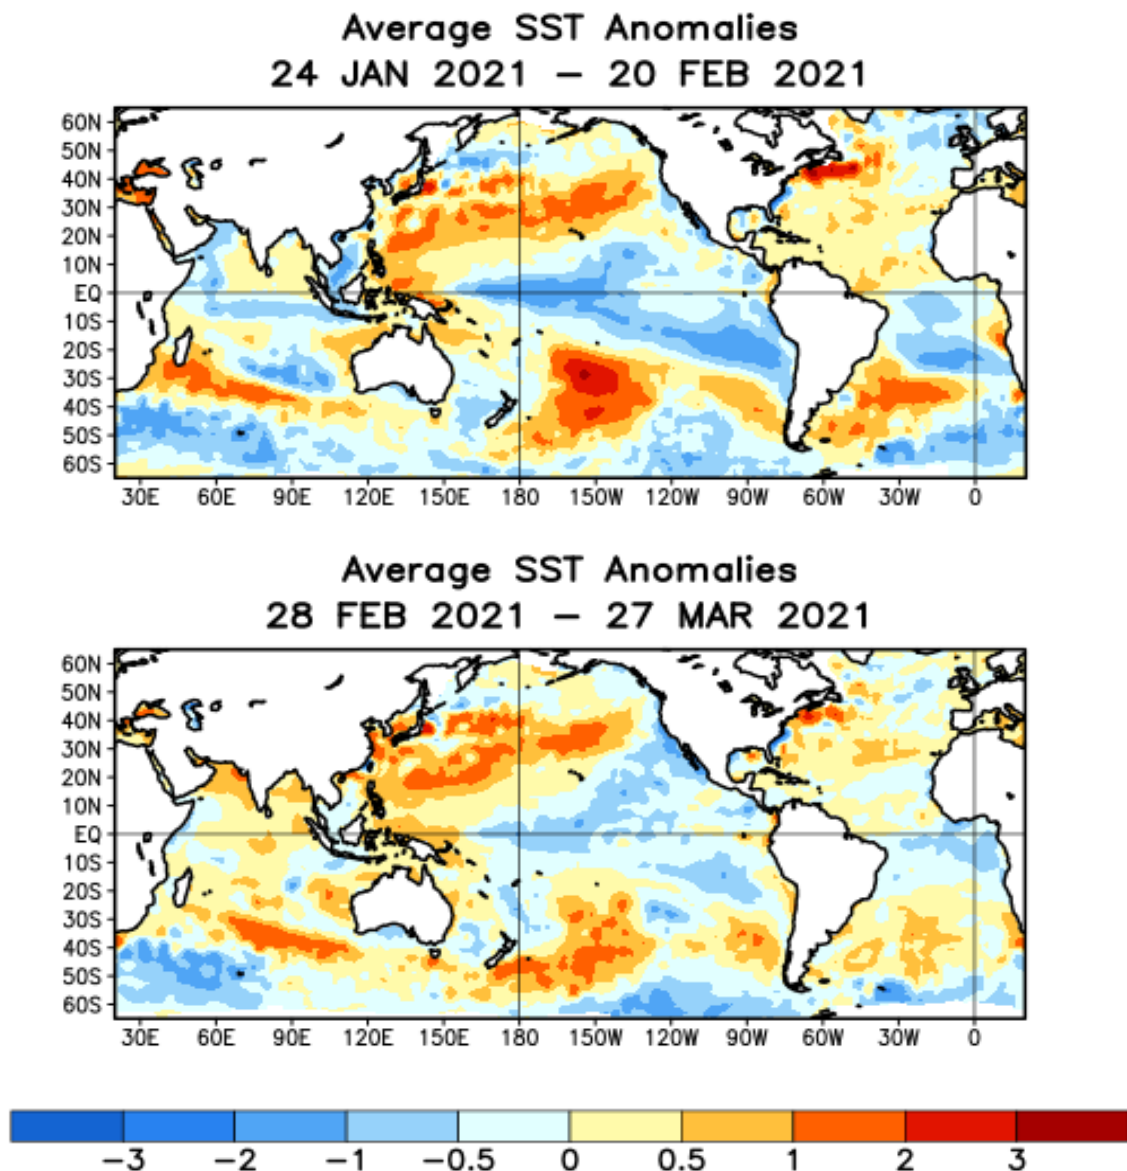 Average SST Anomalies
24 JAN 2021 – 20 FEB 2021
60N
50N
40N
30N
20N
10N
EQ
10S
20S
30S
40S
50S
60S
30E 60E 90E 120E 150E 180 150W 120W 90W 60W 30W 0
Average SST Anomalies
28 FEB 2021 – 27 MAR 2021
60N
50N
40N
30N
20N
10N
EQ
10S
20S
30S
40S
50S
60S
30E 60E 90E 120E 150E 180 150W 120W 90W 60W 30W 0
−3 −2 −1 −0.5 0 0.5 1 2 3